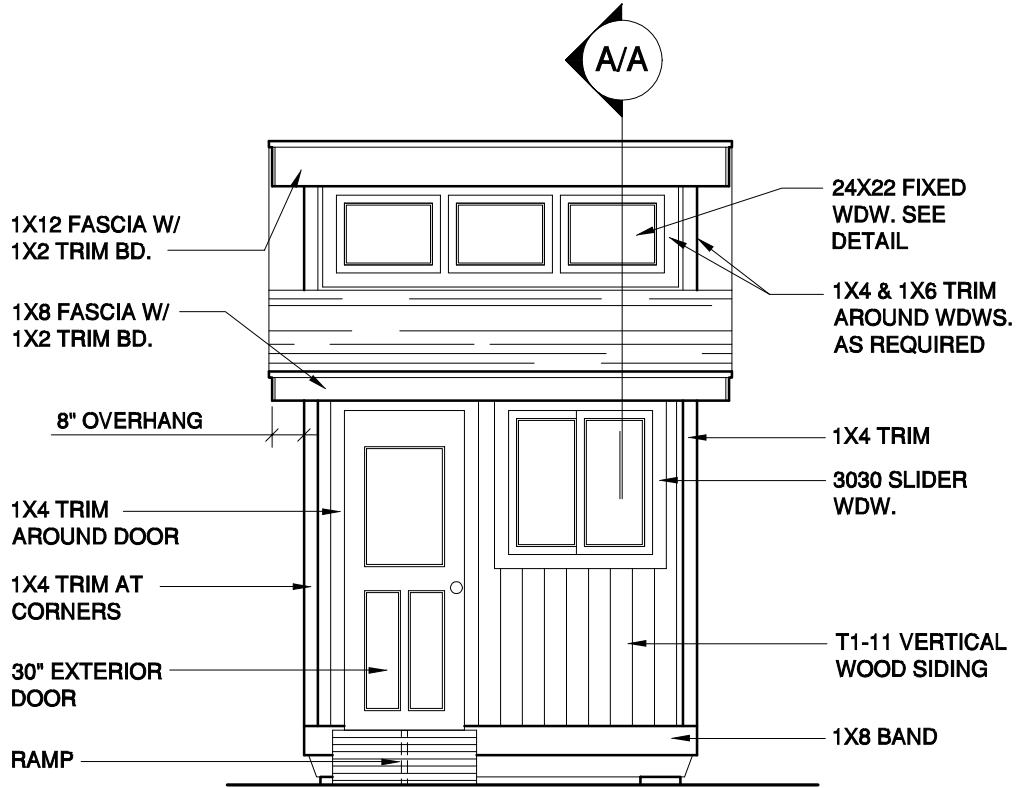 A/A
24X22 FIXED
WDW. SEE
DETAIL
1X12 FASCIA W/
1X2 TRIM BD.
1X4 & 1X6 TRIM
AROUND WDWS.
AS REQUIRED
1X8 FASCIA W/
1X2 TRIM BD.
8" OVERHANG
1X4 TRIM
3030 SLIDER
WDW.
1X4 TRIM
AROUND DOOR
1X4 TRIM AT
CORNERS
T1-11 VERTICAL
WOOD SIDING
30" EXTERIOR
DOOR
1X8 BAND
RAMP